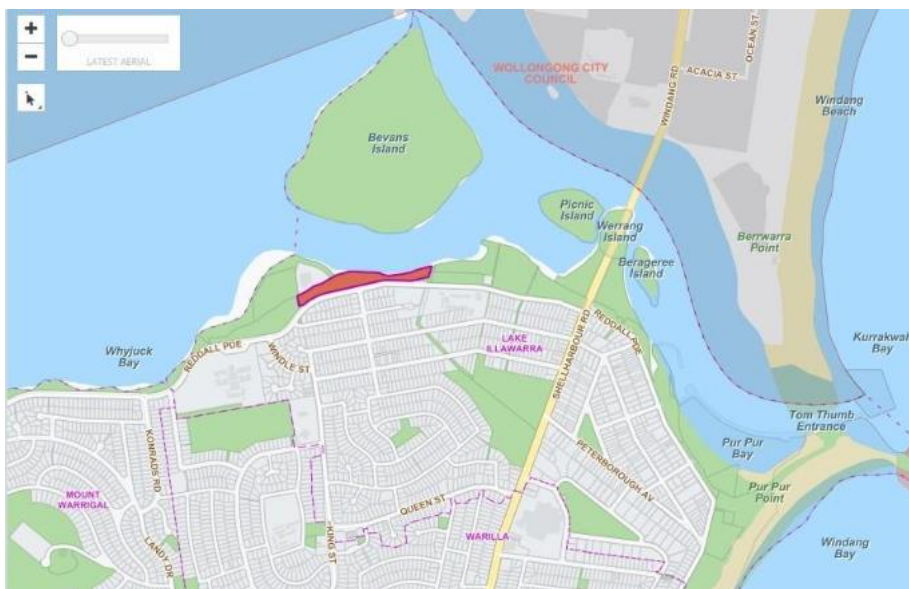 +
LATEST AERIAL
−
WOLLONGONG CITY
COUNCIL
ACACIA ST
OCEAN ST
WINDANG RD
Windang
Beach
Bevans
Island
Picnic
Island
Werrang
Island
Berageree
Island
Berrwarra
Point
Kurrakwah
Bay
Whyjuck
Bay
REDDALL PDE
WINDLE ST
LAKE
ILLAWARRA
SHELLHARBOUR RD
REDDALL PDE
Tom Thumb
Entrance
Pur Pur
Bay
Pur Pur
Point
KONRADS RD
PETERBOROUGH AV
MOUNT
WARRIGAL
QUEEN ST
KING ST
WARILLA
LANDY DR
Windang
Bay